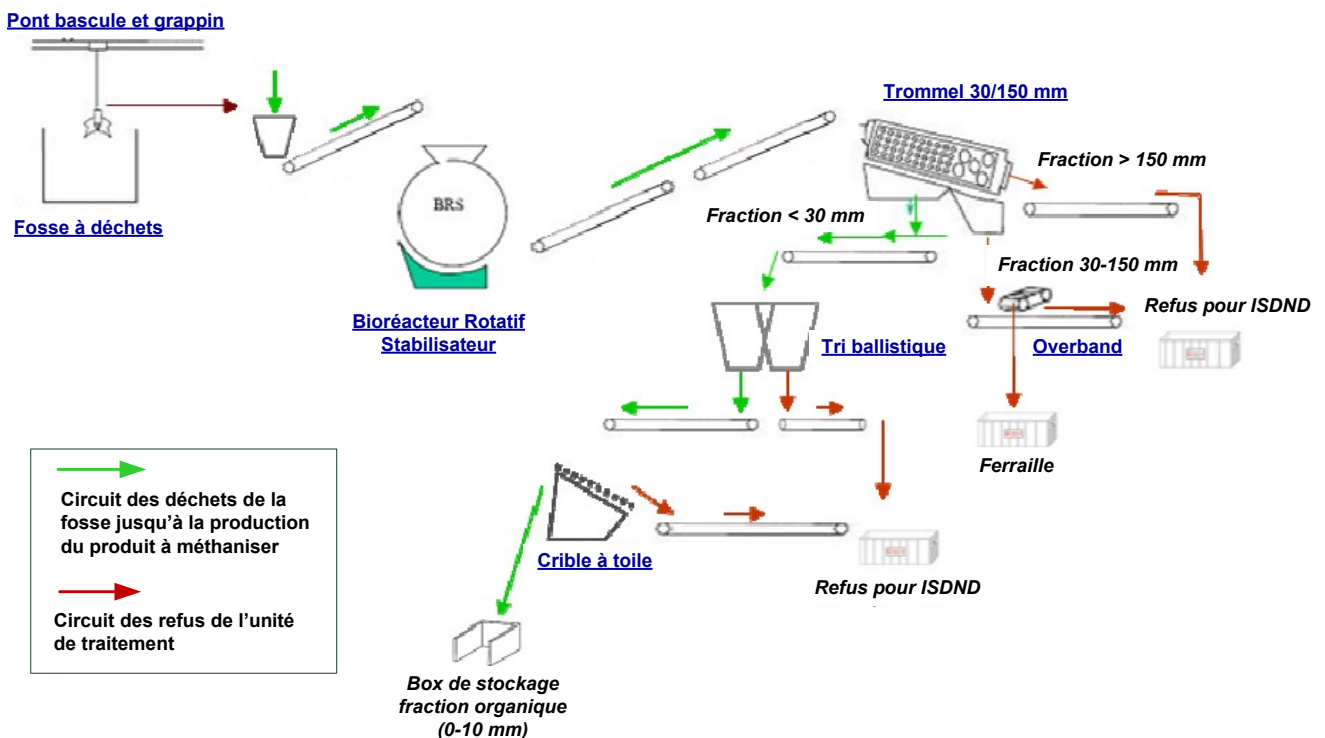 Pont bascule et grappin
Fosse à déchets
BRS
Bioréacteur Rotatif
Stabilisateur
Trommel 30/150 mm
Fraction > 150 mm
Fraction < 30 mm
Fraction 30-150 mm
Refus pour ISDND
Tri ballistique
Overband
Ferraille
Crible à toile
Refus pour ISDND
Box de stockage
fraction organique
(0-10 mm)
Circuit des déchets de la
fosse jusqu'à la production
du produit à méthaniser
Circuit des refus de l'unité
de traitement